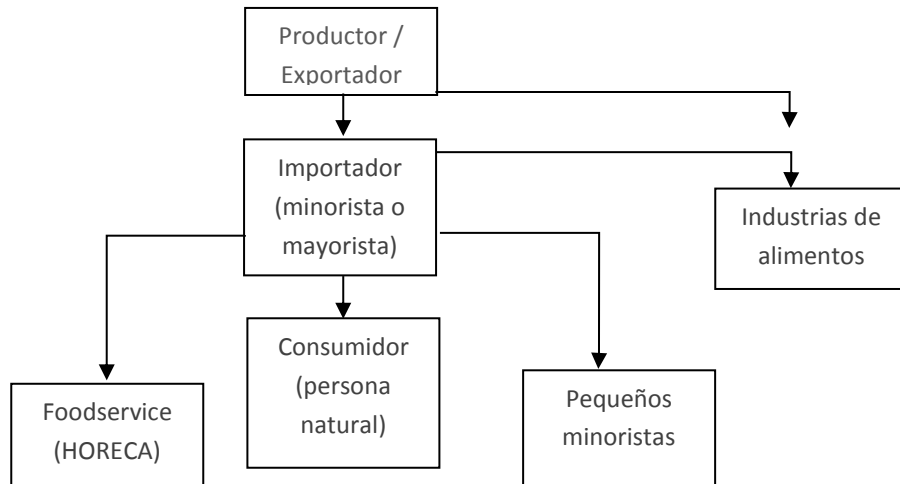 Productor /
Exportador
Importador
(minorista o
mayorista)
Industrias de
alimentos
Consumidor
(persona
natural)
Foodservice
(HORECA)
Pequeños
minoristas